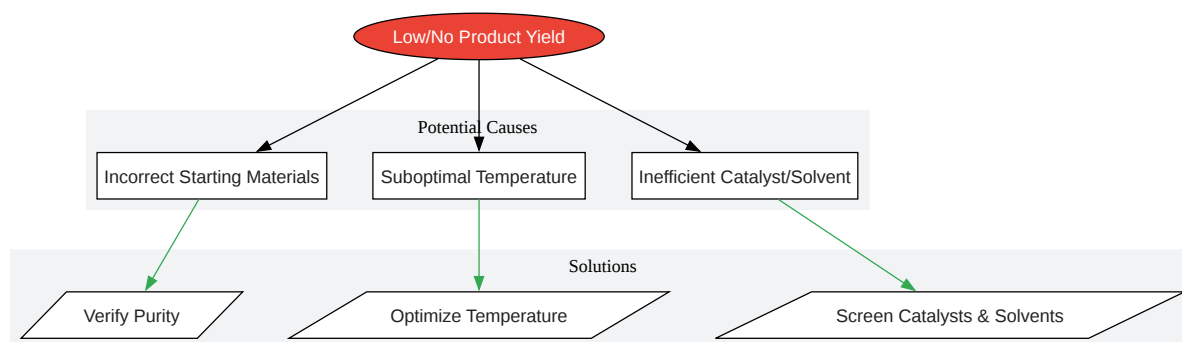 Low/No Product Yield
Potential Causes
Incorrect Starting Materials
Suboptimal Temperature
Inefficient Catalyst/Solvent
Solutions
Verify Purity
Optimize Temperature
Screen Catalysts & Solvents